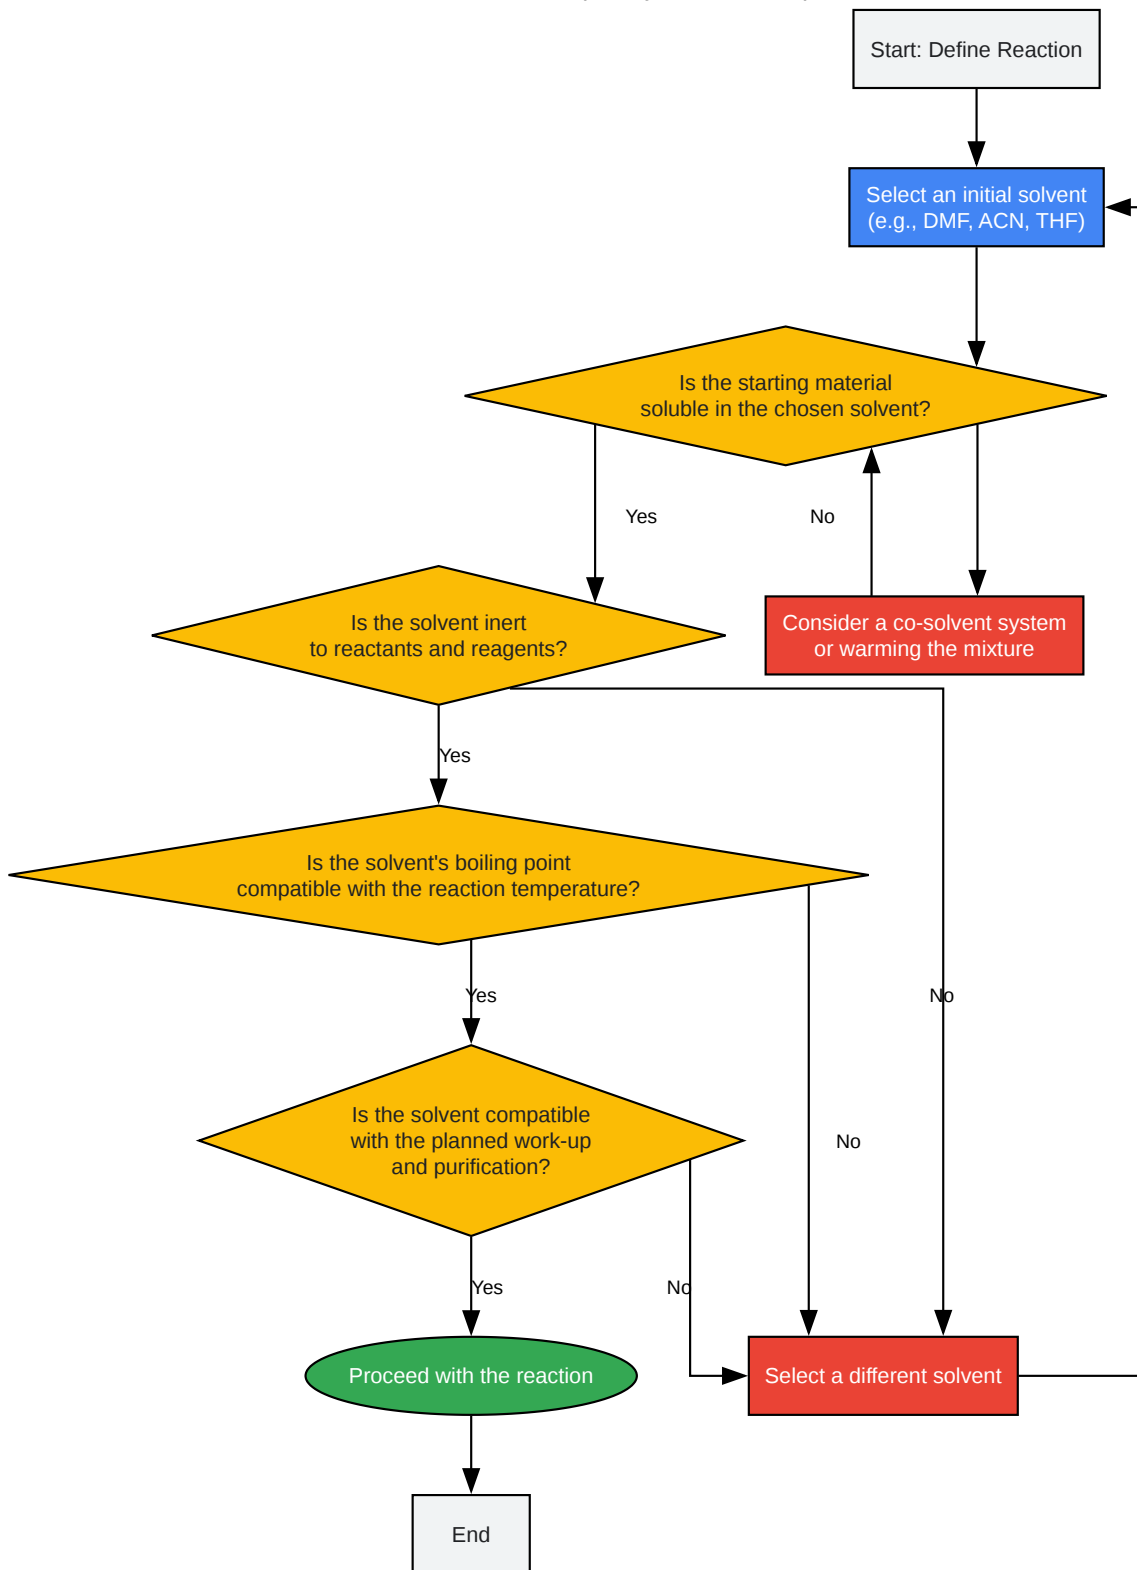 Start: Define Reaction
Select an initial solvent
(e.g., DMF, ACN, THF)
Is the starting material
soluble in the chosen solvent?
Yes
No
Is the solvent inert
to reactants and reagents?
Consider a co-solvent system
or warming the mixture
Yes
Is the solvent's boiling point
compatible with the reaction temperature?
Yes
No
Is the solvent compatible
with the planned work-up
and purification?
No
Yes
No
Proceed with the reaction
Select a different solvent
End